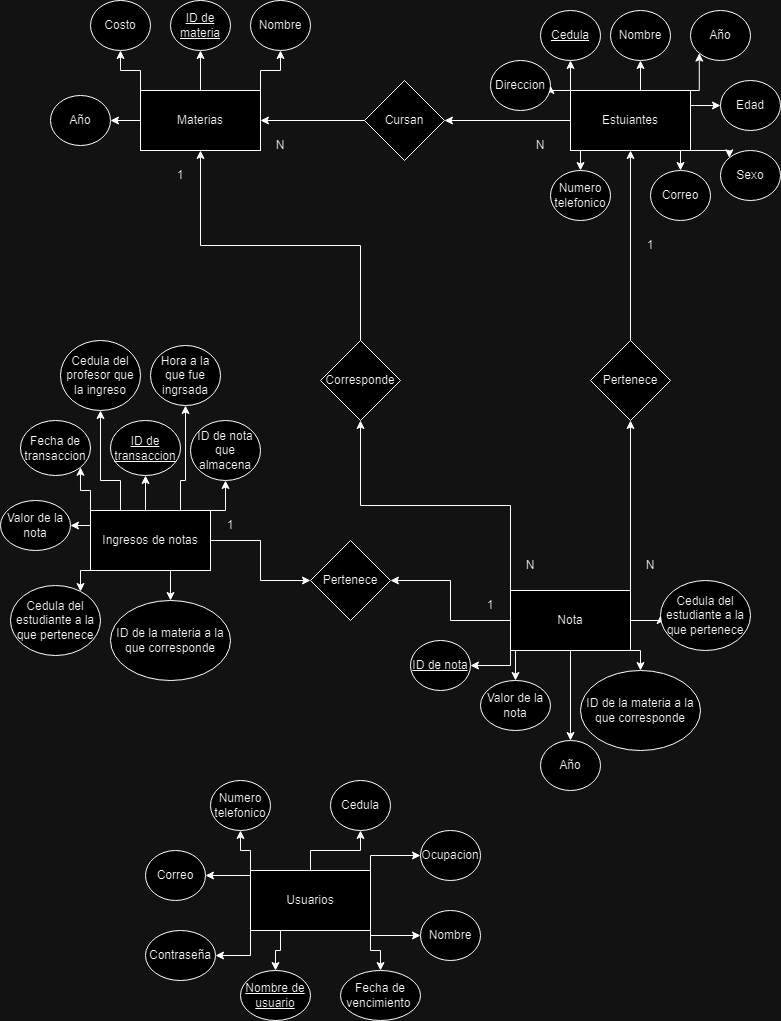 Costo
ID de
materia
Nombre
Año
Materias
N
1
Cursan
Cedula
Nombre
Año
Direccion
Edad
Estuiantes
N
Sexo
Numero
telefonico
Correo
1
Corresponde
Pertenece
Cedula del
profesor que
la ingreso
Hora a la
que fue
ingrsada
Fecha de
transaccion
ID de
transaccion
ID de nota
que
almacena
Valor de la
nota
Ingresos de notas
1
Cedula del
estudiante a la
que pertenece
ID de la materia a la
que corresponde
Pertenece
1
N
N
Nota
Cedula del
estudiante a la
que pertenece
ID de nota
Valor de la
nota
ID de la materia a la
que corresponde
Año
Numero
telefonico
Cedula
Correo
Ocupacion
Usuarios
Contraseña
Nombre
Nombre de
usuario
Fecha de
vencimiento